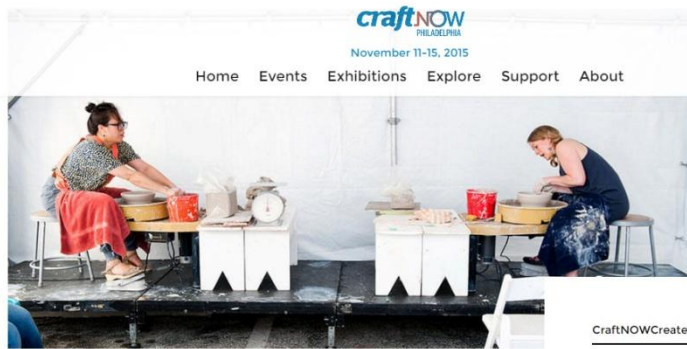 craftNOW
PHILADELPHIA
November 11-15, 2015
Home Events Exhibitions Explore Support About
CraftNOWCreate